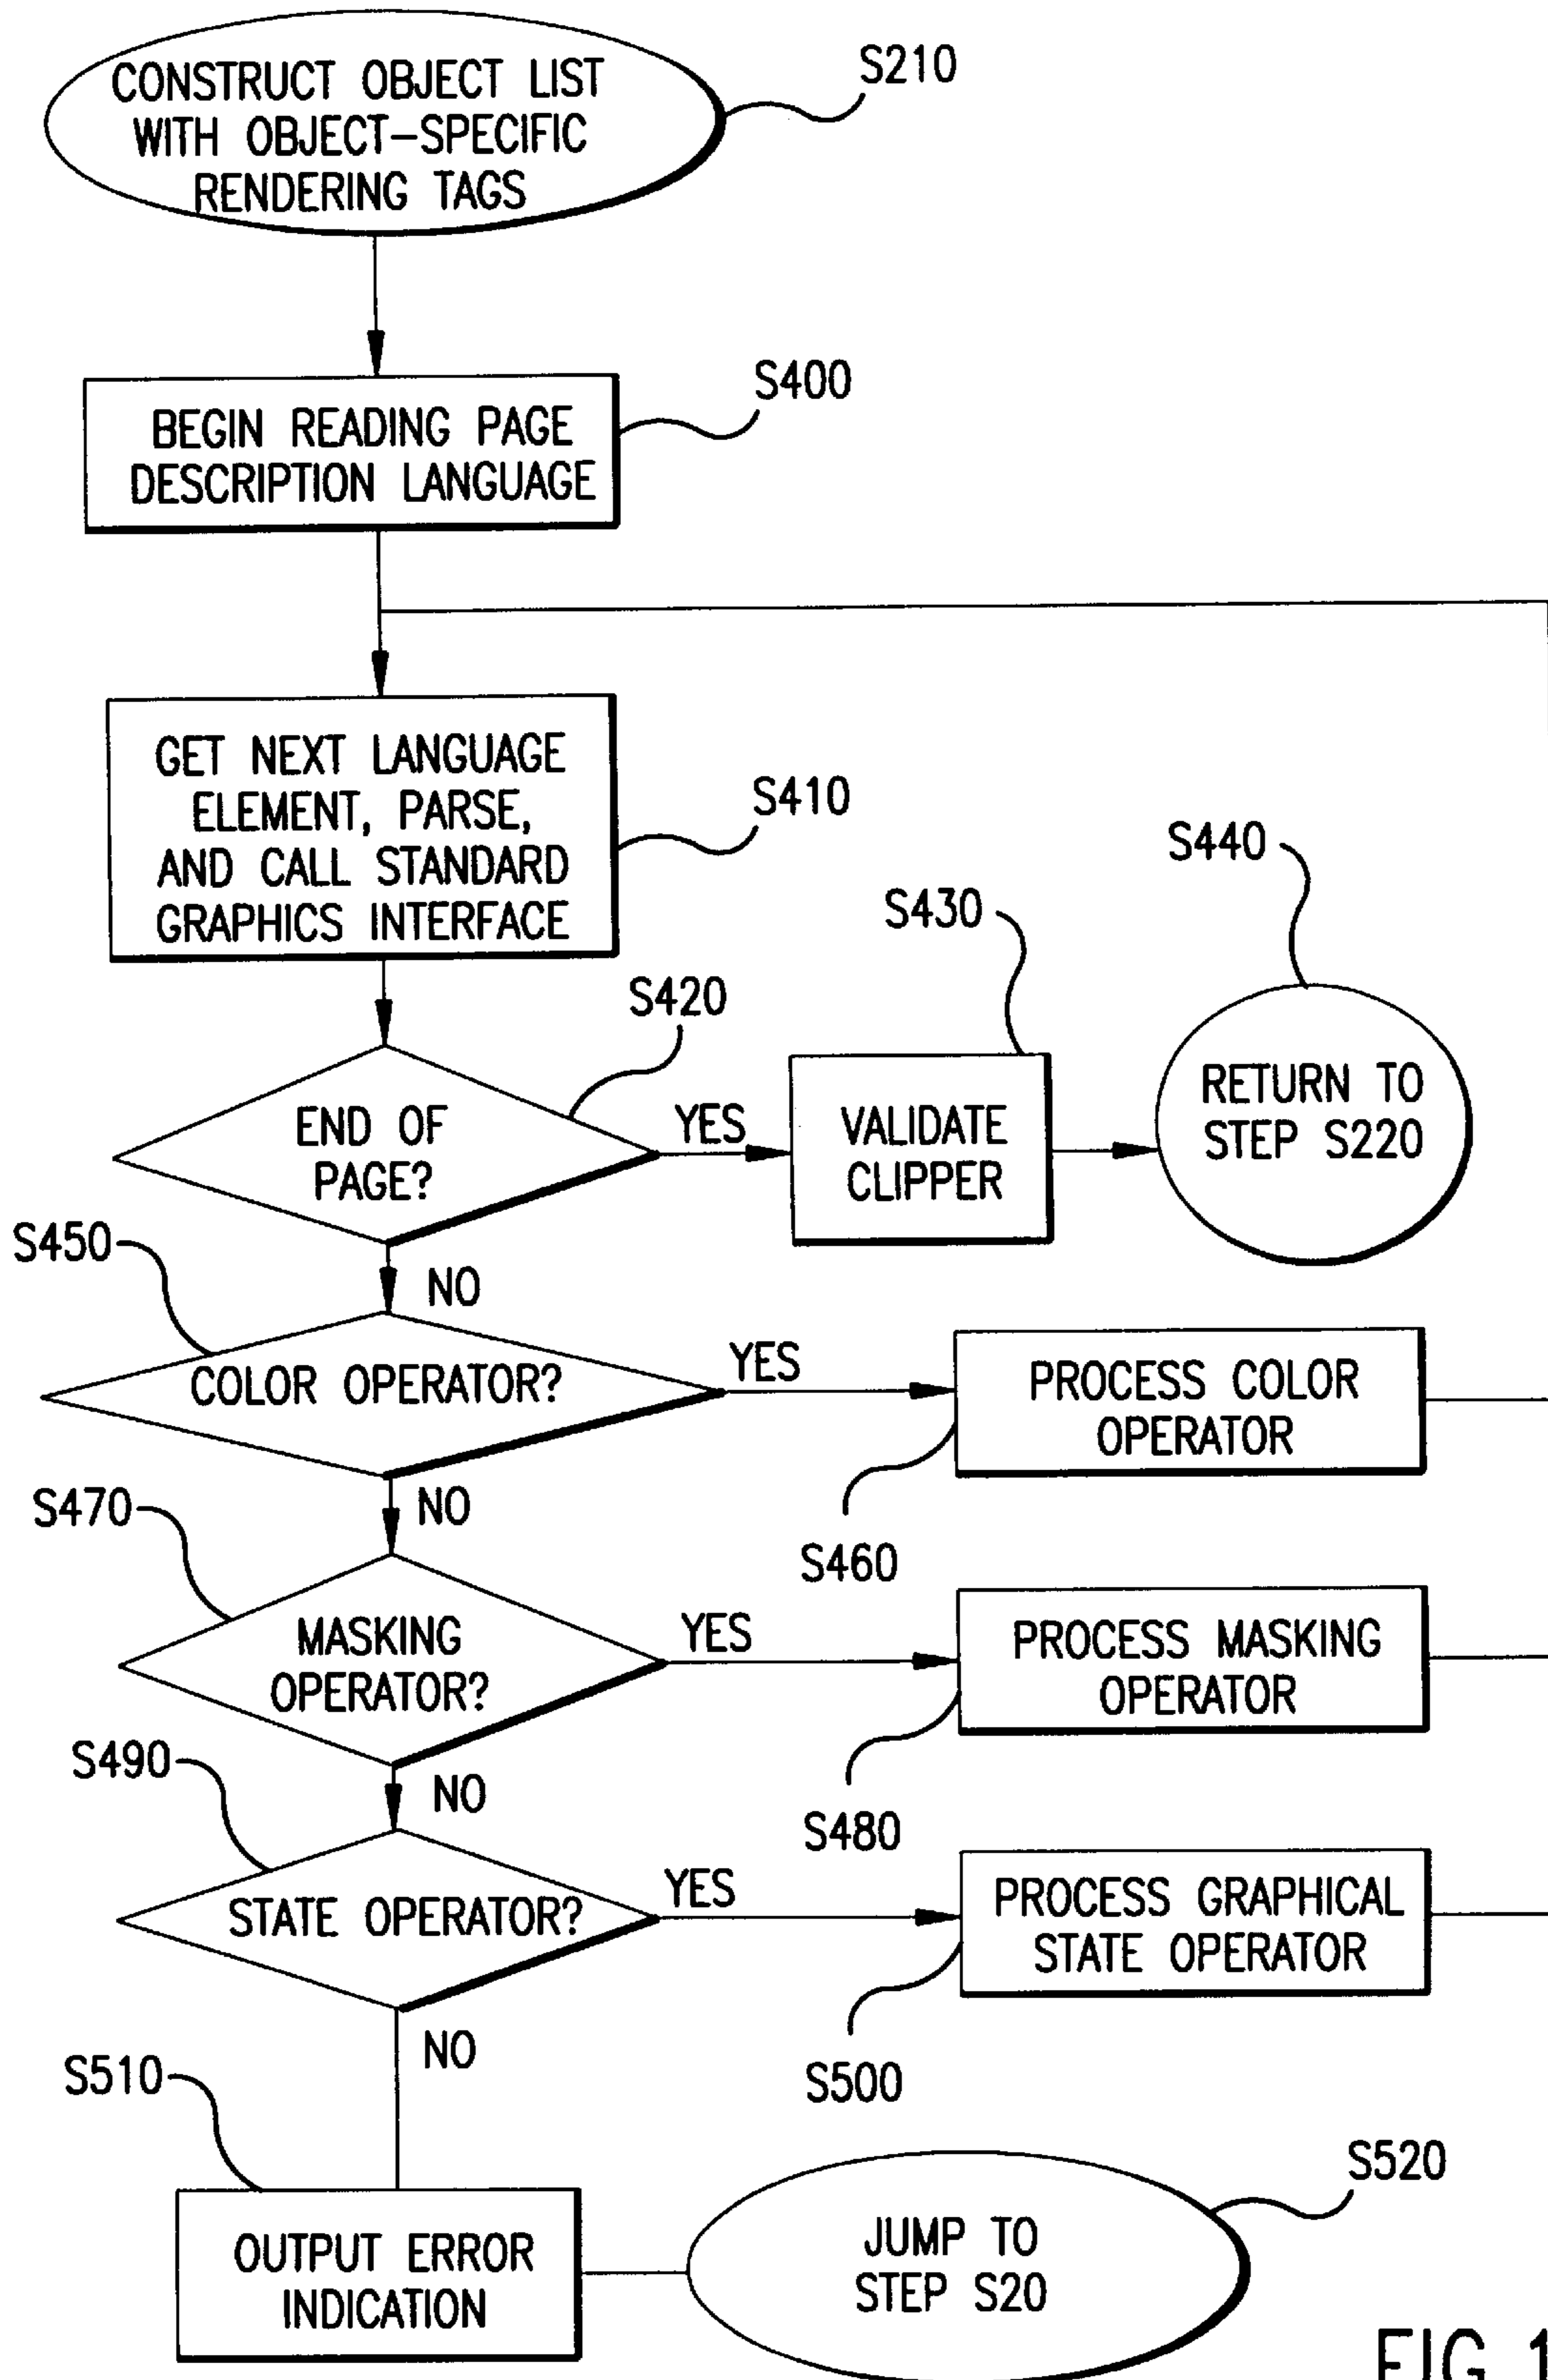 CONSTRUCT OBJECT LIST
WITH OBJECT-SPECIFIC
RENDERING TAGS
S210
BEGIN READING PAGE
DESCRIPTION LANGUAGE
S400
GET NEXT LANGUAGE
ELEMENT, PARSE,
AND CALL STANDARD
GRAPHICS INTERFACE
S410
END OF
PAGE?
S420
YES
VALIDATE
CLIPPER
S430
RETURN TO
STEP S220
S440
NO
S450
COLOR OPERATOR?
YES
PROCESS COLOR
OPERATOR
S460
NO
S470
MASKING
OPERATOR?
YES
PROCESS MASKING
OPERATOR
S480
NO
S490
STATE OPERATOR?
YES
PROCESS GRAPHICAL
STATE OPERATOR
S500
NO
S510
OUTPUT ERROR
INDICATION
JUMP TO
STEP S20
S520
FIG.1